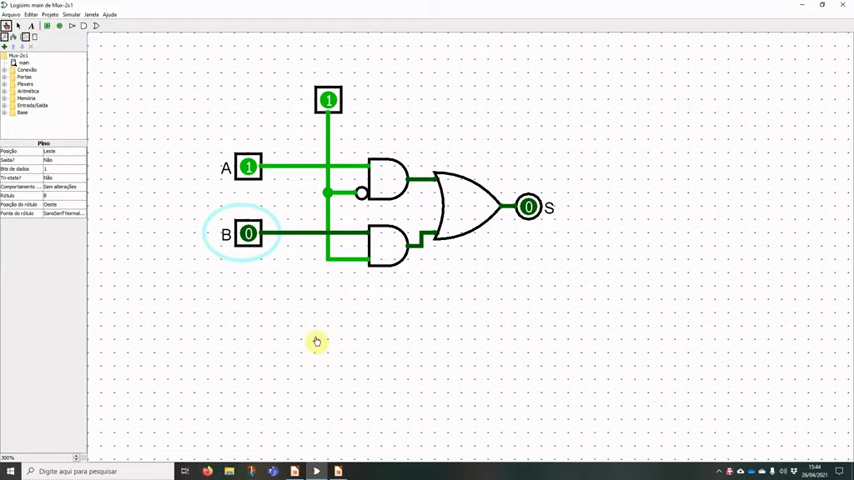 Logisim: main de Mux-2x1
Arquivo Editar Projeto Simular Janela Ajuda
A
Mux-2x1
main
Conexão
Portas
Plexers
Aritmética
Memória
Entrada/Saída
Base
Pino
Posição Leste
Saída? Não
Bits de dados 1
Tri-state? Não
Comportamento ... Sem alterações
Rótulo B
Posição do rótulo Oeste
Fonte do rótulo SansSerif Normal...
1
A 1
B 0
0 S
300%
Digite aqui para pesquisar
15:44
26/04/2021